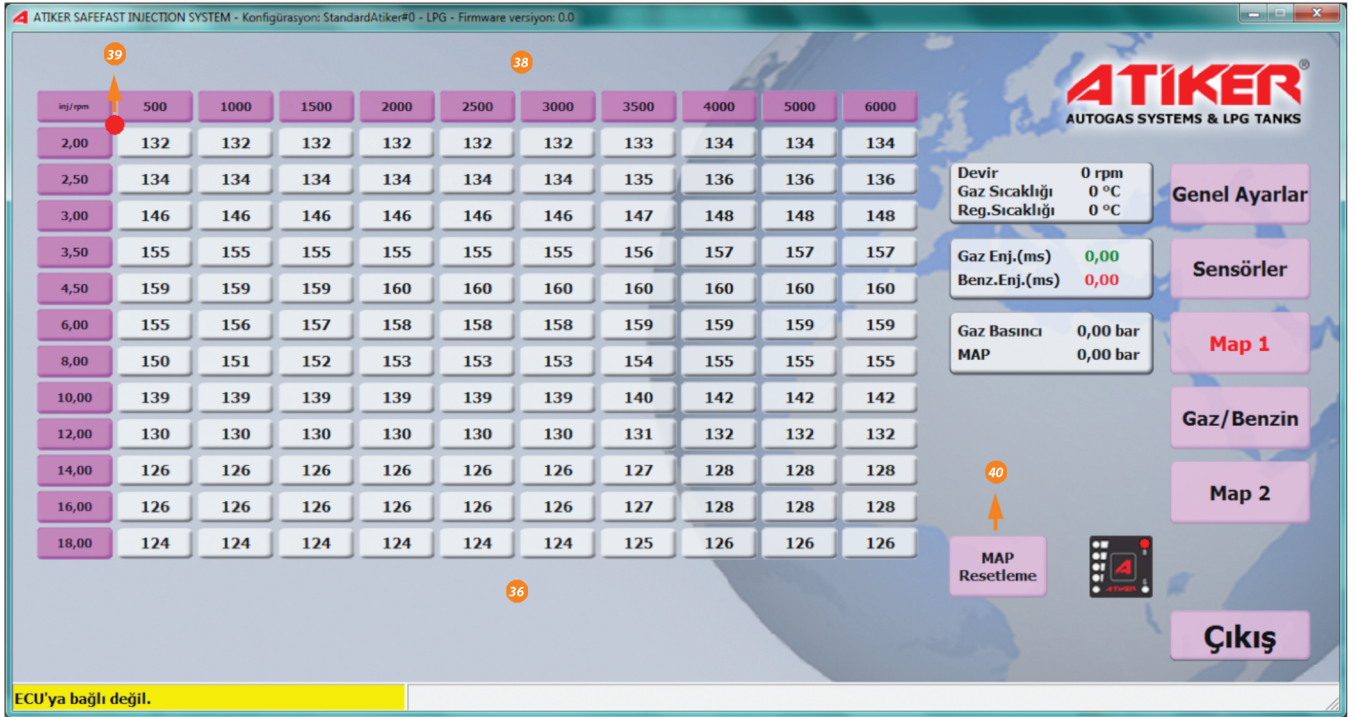 ATIKER SAFEFAST INJECTION SYSTEM - Konfigürasyon: StandardAtiker#0 - LPG - Firmware versiyon: 0.0
39
38
inj/rpm 500 1000 1500 2000 2500 3000 3500 4000 5000 6000
2,00 132 132 132 132 132 132 133 134 134 134
2,50 134 134 134 134 134 134 135 136 136 136
3,00 146 146 146 146 146 146 147 148 148 148
3,50 155 155 155 155 155 155 156 157 157 157
4,50 159 159 159 160 160 160 160 160 160 160
6,00 155 156 157 158 158 158 159 159 159 159
8,00 150 151 152 153 153 153 154 155 155 155
10,00 139 139 139 139 139 139 140 142 142 142
12,00 130 130 130 130 130 130 131 132 132 132
14,00 126 126 126 126 126 126 127 128 128 128
16,00 126 126 126 126 126 126 127 128 128 128
18,00 124 124 124 124 124 124 125 126 126 126
36
ATİKER®
AUTOGAS SYSTEMS & LPG TANKS
Devir 0 rpm
Gaz Sıcaklığı 0 °C
Reg.Sıcaklığı 0 °C
Gaz Enj.(ms) 0,00
Benz.Enj.(ms) 0,00
Gaz Basıncı 0,00 bar
MAP 0,00 bar
Genel Ayarlar
Sensörler
Map 1
Gaz/Benzin
Map 2
40
MAP
Resetleme
ATİKER
Çıkış
ECU'ya bağlı değil.